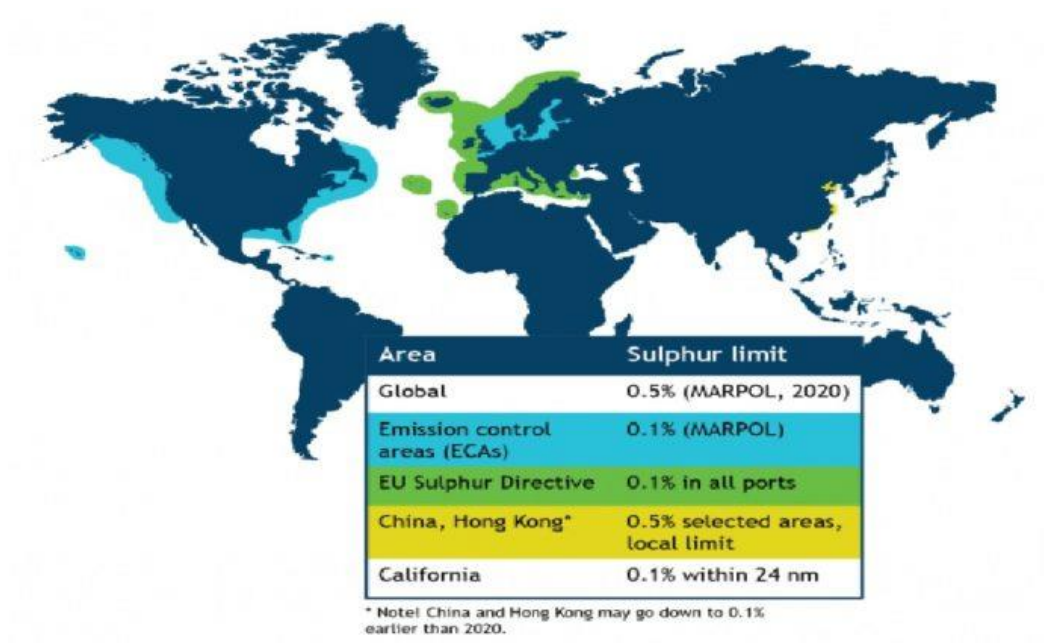 Area Sulphur limit
Global 0.5% (MARPOL, 2020)
Emission control areas (ECAs) 0.1% (MARPOL)
EU Sulphur Directive 0.1% in all ports
China, Hong Kong* 0.5% selected areas, local limit
California 0.1% within 24 nm
* Note! China and Hong Kong may go down to 0.1%
earlier than 2020.